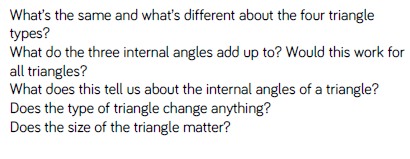 What's the same and what's different about the four triangle
types?
What do the three internal angles add up to? Would this work for
all triangles?
What does this tell us about the internal angles of a triangle?
Does the type of triangle change anything?
Does the size of the triangle matter?